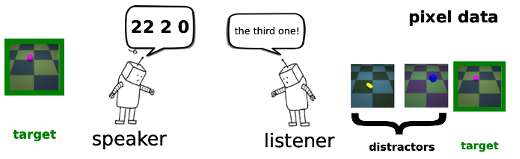 pixel data
22 2 0
the third one!
target
speaker
listener
distractors
target